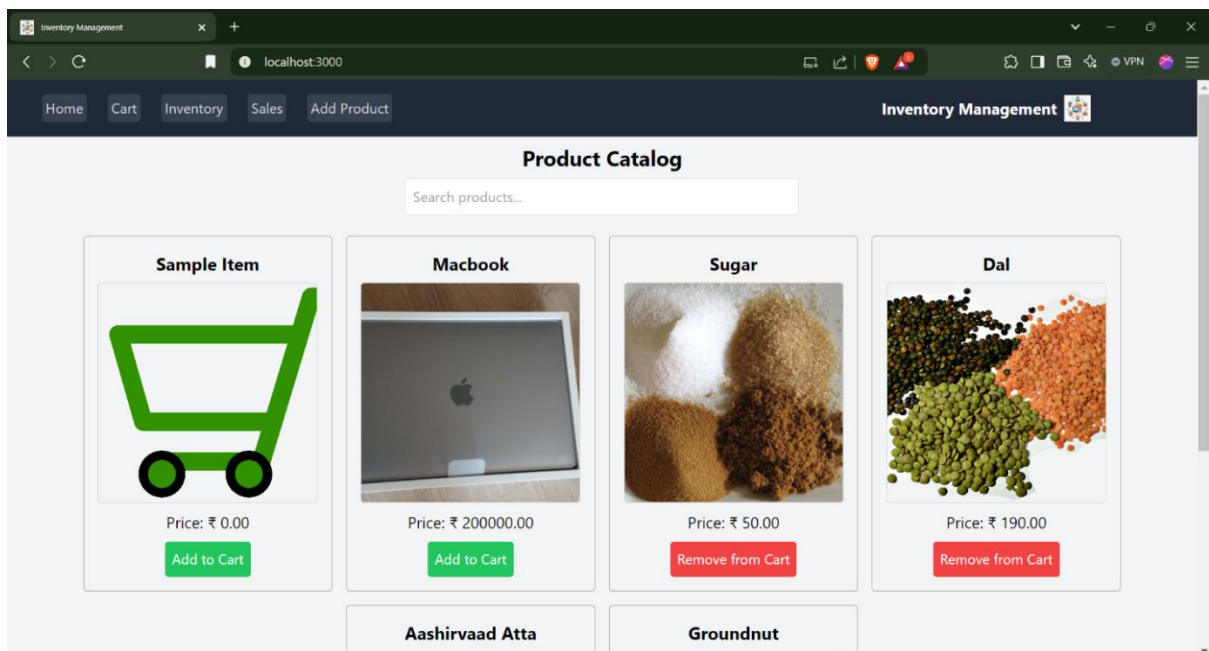 Inventory Management
localhost:3000
VPN
Home Cart Inventory Sales Add Product Inventory Management
Product Catalog
Search products...
Sample Item Macbook Sugar Dal
Price: ₹ 0.00 Price: ₹ 200000.00 Price: ₹ 50.00 Price: ₹ 190.00
Add to Cart Add to Cart Remove from Cart Remove from Cart
Aashirvaad Atta Groundnut